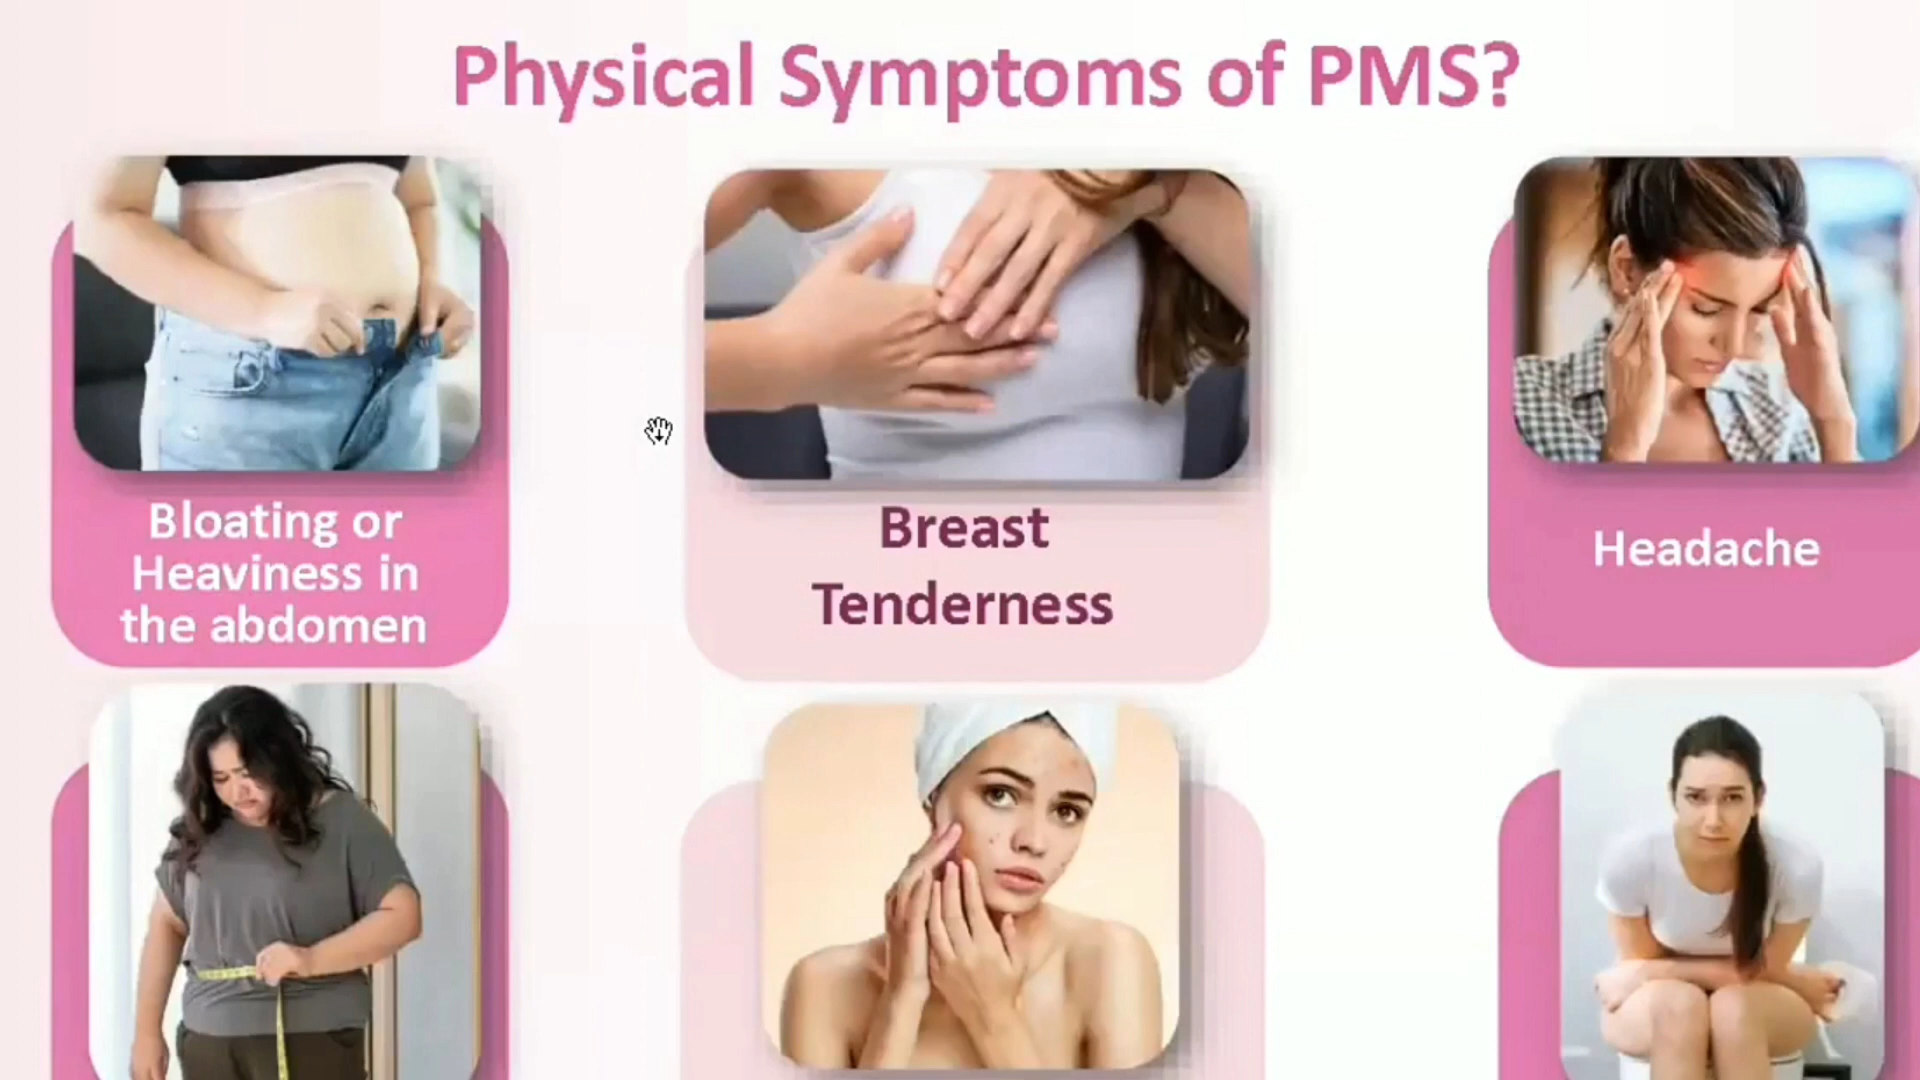 Physical Symptoms of PMS?
Bloating or
Heaviness in
the abdomen
Breast
Tenderness
Headache